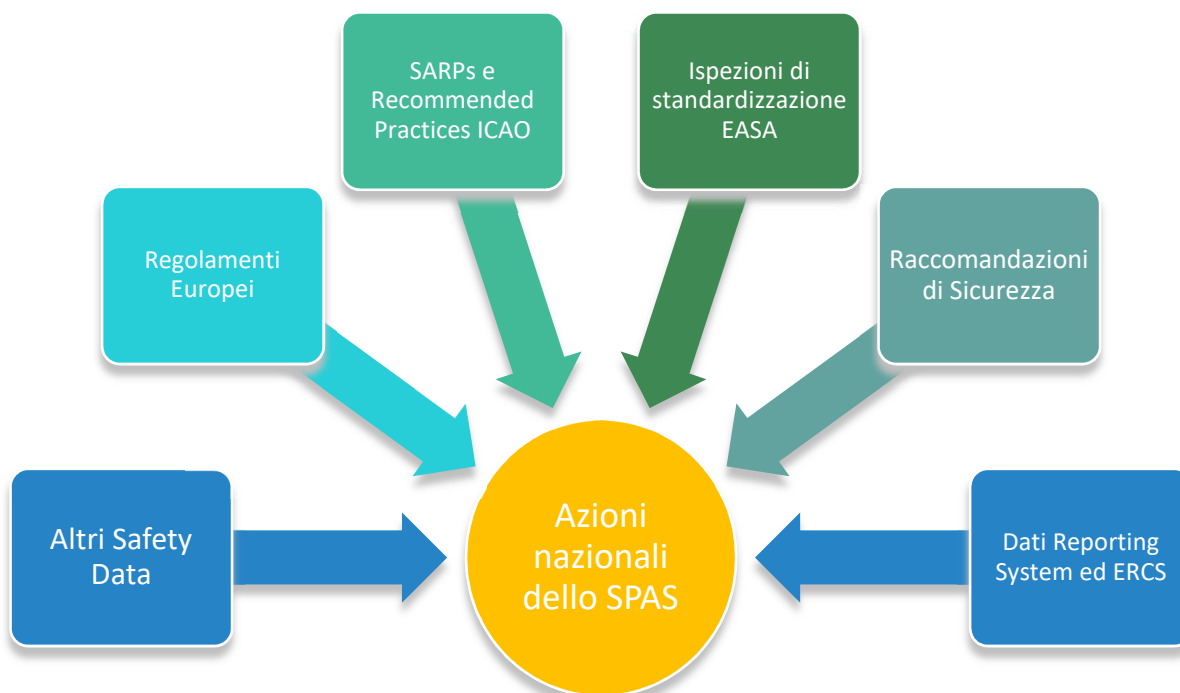 SARPs e
Recommended
Practices ICAO
Ispezioni di
standardizzazione
EASA
Regolamenti
Europei
Raccomandazioni
di Sicurezza
Altri Safety
Data
Azioni
nazionali
dello SPAS
Dati Reporting
System ed ERCS